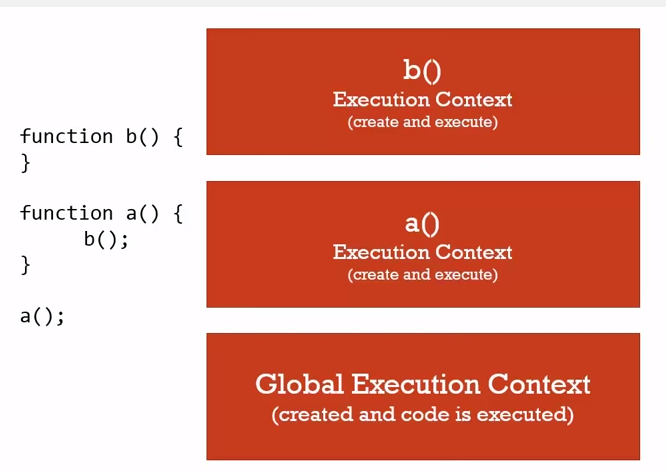 function b() {
}
function a() {
b();
}
a();
b()
Execution Context
(create and execute)
a()
Execution Context
(create and execute)
Global Execution Context
(created and code is executed)